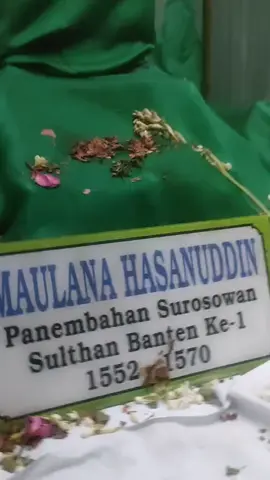 MAULANA HASANUDDIN
Panembahan Surosowan
Sulthan Banten Ke-1
1552 - 1570